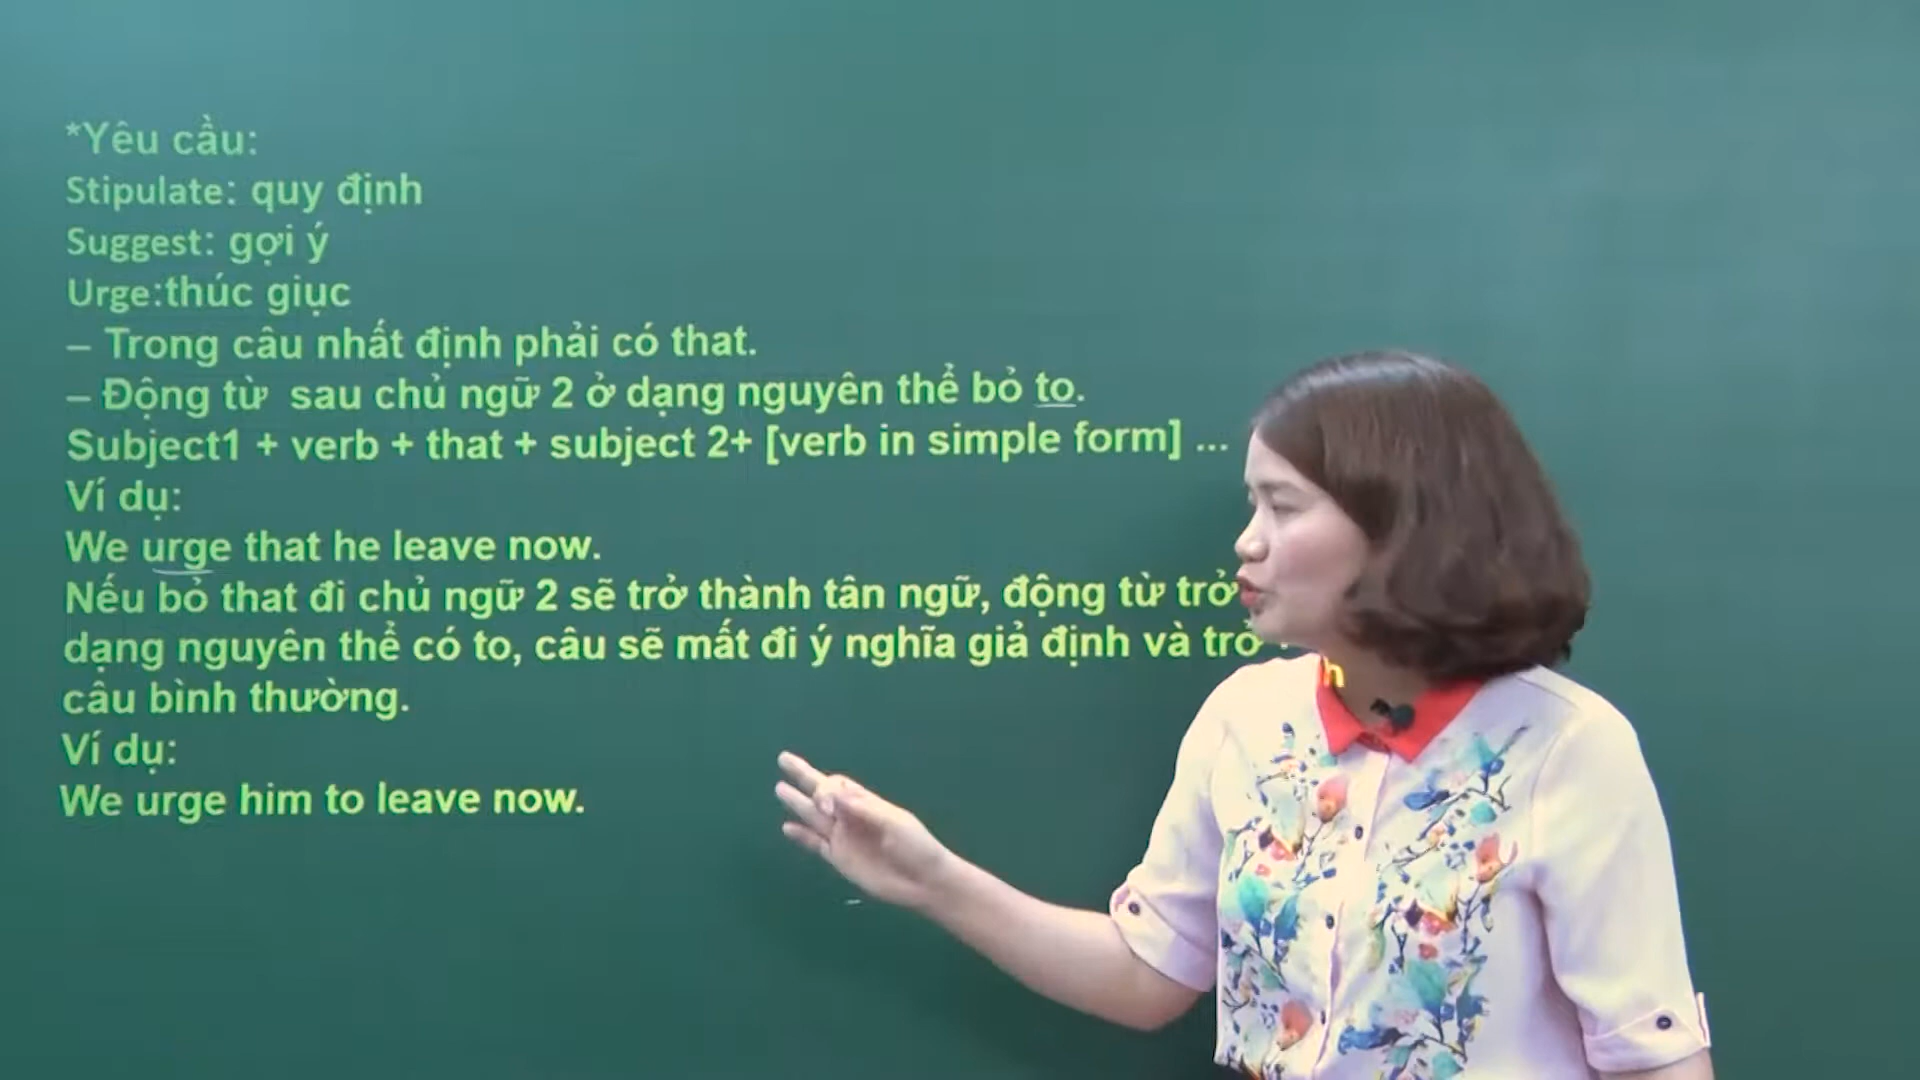 *Yêu cầu:
Stipulate: quy định
Suggest: gợi ý
Urge:thúc giục
– Trong câu nhất định phải có that.
– Động từ sau chủ ngữ 2 ở dạng nguyên thể bỏ to.
Subject1 + verb + that + subject 2+ [verb in simple form] ...
Ví dụ:
We urge that he leave now.
Nếu bỏ that đi chủ ngữ 2 sẽ trở thành tân ngữ, động từ trở
dạng nguyên thể có to, câu sẽ mất đi ý nghĩa giả định và trở
câu bình thường.
Ví dụ:
We urge him to leave now.